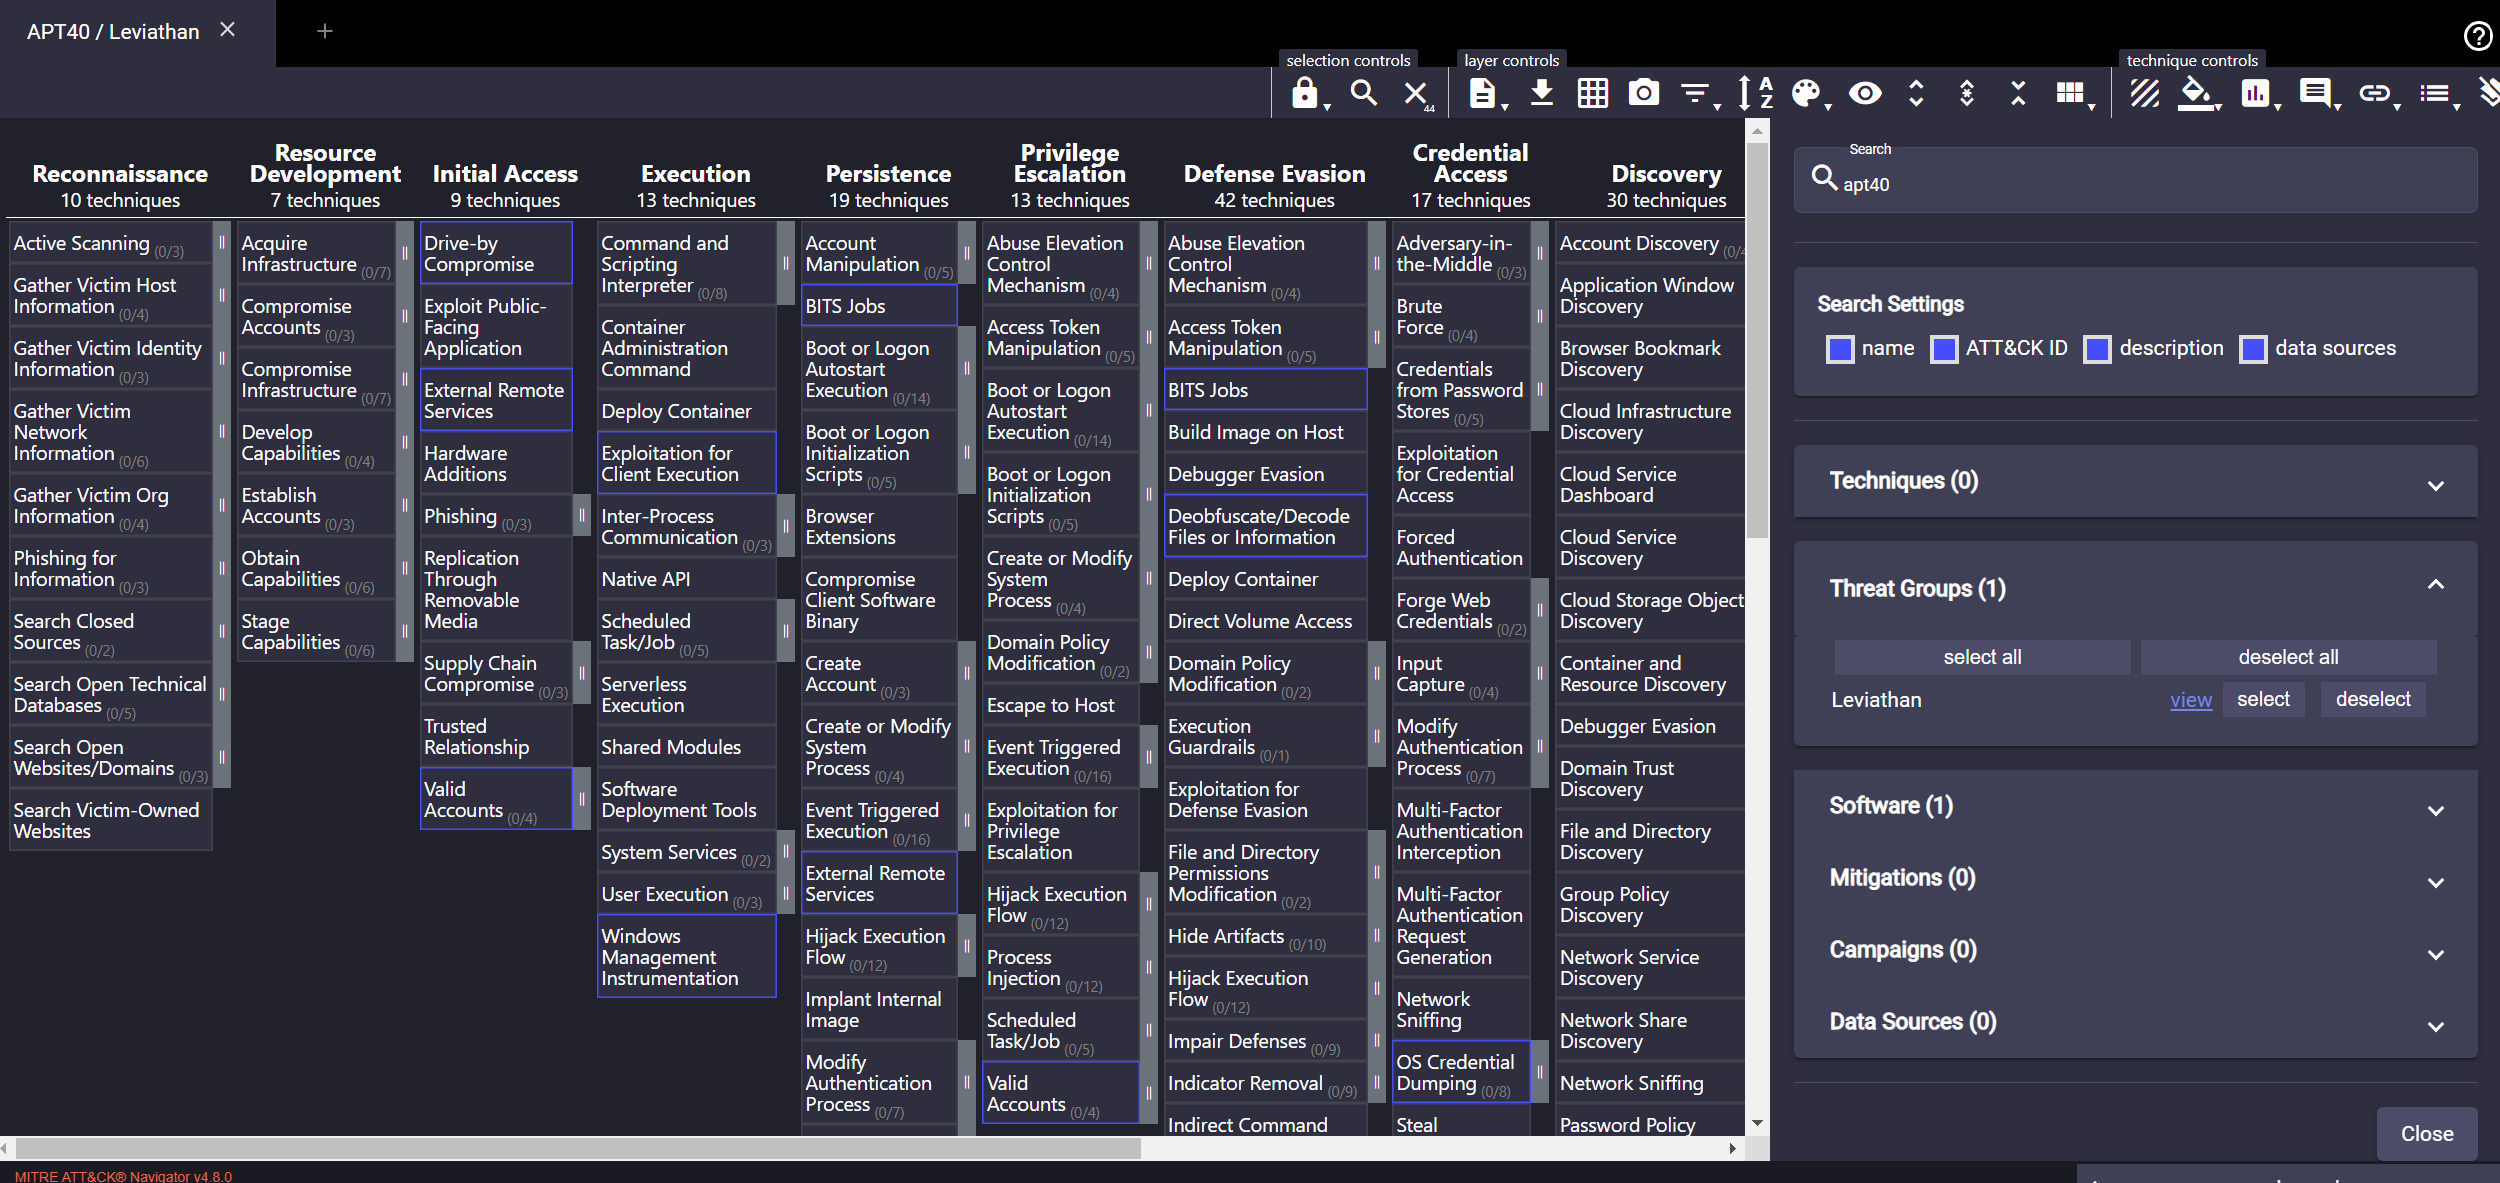 APT40 / Leviathan
selection controls
layer controls
technique controls
44
Reconnaissance
10 techniques
Active Scanning (0/3)
Gather Victim Host
Information (0/4)
Gather Victim Identity
Information (0/3)
Gather Victim
Network
Information (0/6)
Gather Victim Org
Information (0/4)
Phishing for
Information (0/3)
Search Closed
Sources (0/2)
Search Open Technical
Databases (0/5)
Search Open
Websites/Domains (0/3)
Search Victim-Owned
Websites
Resource
Development
7 techniques
Acquire
Infrastructure (0/7)
Compromise
Accounts (0/3)
Compromise
Infrastructure (0/7)
Develop
Capabilities (0/4)
Establish
Accounts (0/3)
Obtain
Capabilities (0/6)
Stage
Capabilities (0/6)
Initial Access
9 techniques
Drive-by
Compromise
Exploit Public-
Facing
Application
External Remote
Services
Hardware
Additions
Phishing (0/3)
Replication
Through
Removable
Media
Supply Chain
Compromise (0/3)
Trusted
Relationship
Valid
Accounts (0/4)
Execution
13 techniques
Command and
Scripting
Interpreter (0/8)
Container
Administration
Command
Deploy Container
Exploitation for
Client Execution
Inter-Process
Communication (0/3)
Native API
Scheduled
Task/Job (0/5)
Serverless
Execution
Shared Modules
Software
Deployment Tools
System Services (0/2)
User Execution (0/3)
Windows
Management
Instrumentation
Persistence
19 techniques
Account
Manipulation (0/5)
BITS Jobs
Boot or Logon
Autostart
Execution (0/14)
Boot or Logon
Initialization
Scripts (0/5)
Browser
Extensions
Compromise
Client Software
Binary
Create
Account (0/3)
Create or Modify
System
Process (0/4)
Event Triggered
Execution (0/16)
External Remote
Services
Hijack Execution
Flow (0/12)
Implant Internal
Image
Modify
Authentication
Process (0/7)
Privilege
Escalation
13 techniques
Abuse Elevation
Control
Mechanism (0/4)
Access Token
Manipulation (0/5)
Boot or Logon
Autostart
Execution (0/14)
Boot or Logon
Initialization
Scripts (0/5)
Create or Modify
System
Process (0/4)
Domain Policy
Modification (0/2)
Escape to Host
Event Triggered
Execution (0/16)
Exploitation for
Privilege
Escalation
Hijack Execution
Flow (0/12)
Process
Injection (0/12)
Scheduled
Task/Job (0/5)
Valid
Accounts (0/4)
Defense Evasion
42 techniques
Abuse Elevation
Control
Mechanism (0/4)
Access Token
Manipulation (0/5)
BITS Jobs
Build Image on Host
Debugger Evasion
Deobfuscate/Decode
Files or Information
Deploy Container
Direct Volume Access
Domain Policy
Modification (0/2)
Execution
Guardrails (0/1)
Exploitation for
Defense Evasion
File and Directory
Permissions
Modification (0/2)
Hide Artifacts (0/10)
Hijack Execution
Flow (0/12)
Impair Defenses (0/9)
Indicator Removal (0/9)
Indirect Command
Credential
Access
17 techniques
Adversary-in-
the-Middle (0/3)
Brute
Force (0/4)
Credentials
from Password
Stores (0/5)
Exploitation
for Credential
Access
Forced
Authentication
Forge Web
Credentials (0/2)
Input
Capture (0/4)
Modify
Authentication
Process (0/7)
Multi-Factor
Authentication
Interception
Multi-Factor
Authentication
Request
Generation
Network
Sniffing
OS Credential
Dumping (0/8)
Steal
Discovery
30 techniques
Account Discovery (0/4
Application Window
Discovery
Browser Bookmark
Discovery
Cloud Infrastructure
Discovery
Cloud Service
Dashboard
Cloud Service
Discovery
Cloud Storage Object
Discovery
Container and
Resource Discovery
Debugger Evasion
Domain Trust
Discovery
File and Directory
Discovery
Group Policy
Discovery
Network Service
Discovery
Network Share
Discovery
Network Sniffing
Password Policy
Search
apt40
Search Settings
name ATT&CK ID description data sources
Techniques (0)
Threat Groups (1)
select all deselect all
Leviathan view select deselect
Software (1)
Mitigations (0)
Campaigns (0)
Data Sources (0)
Close
MITRE ATT&CK® Navigator v4.8.0